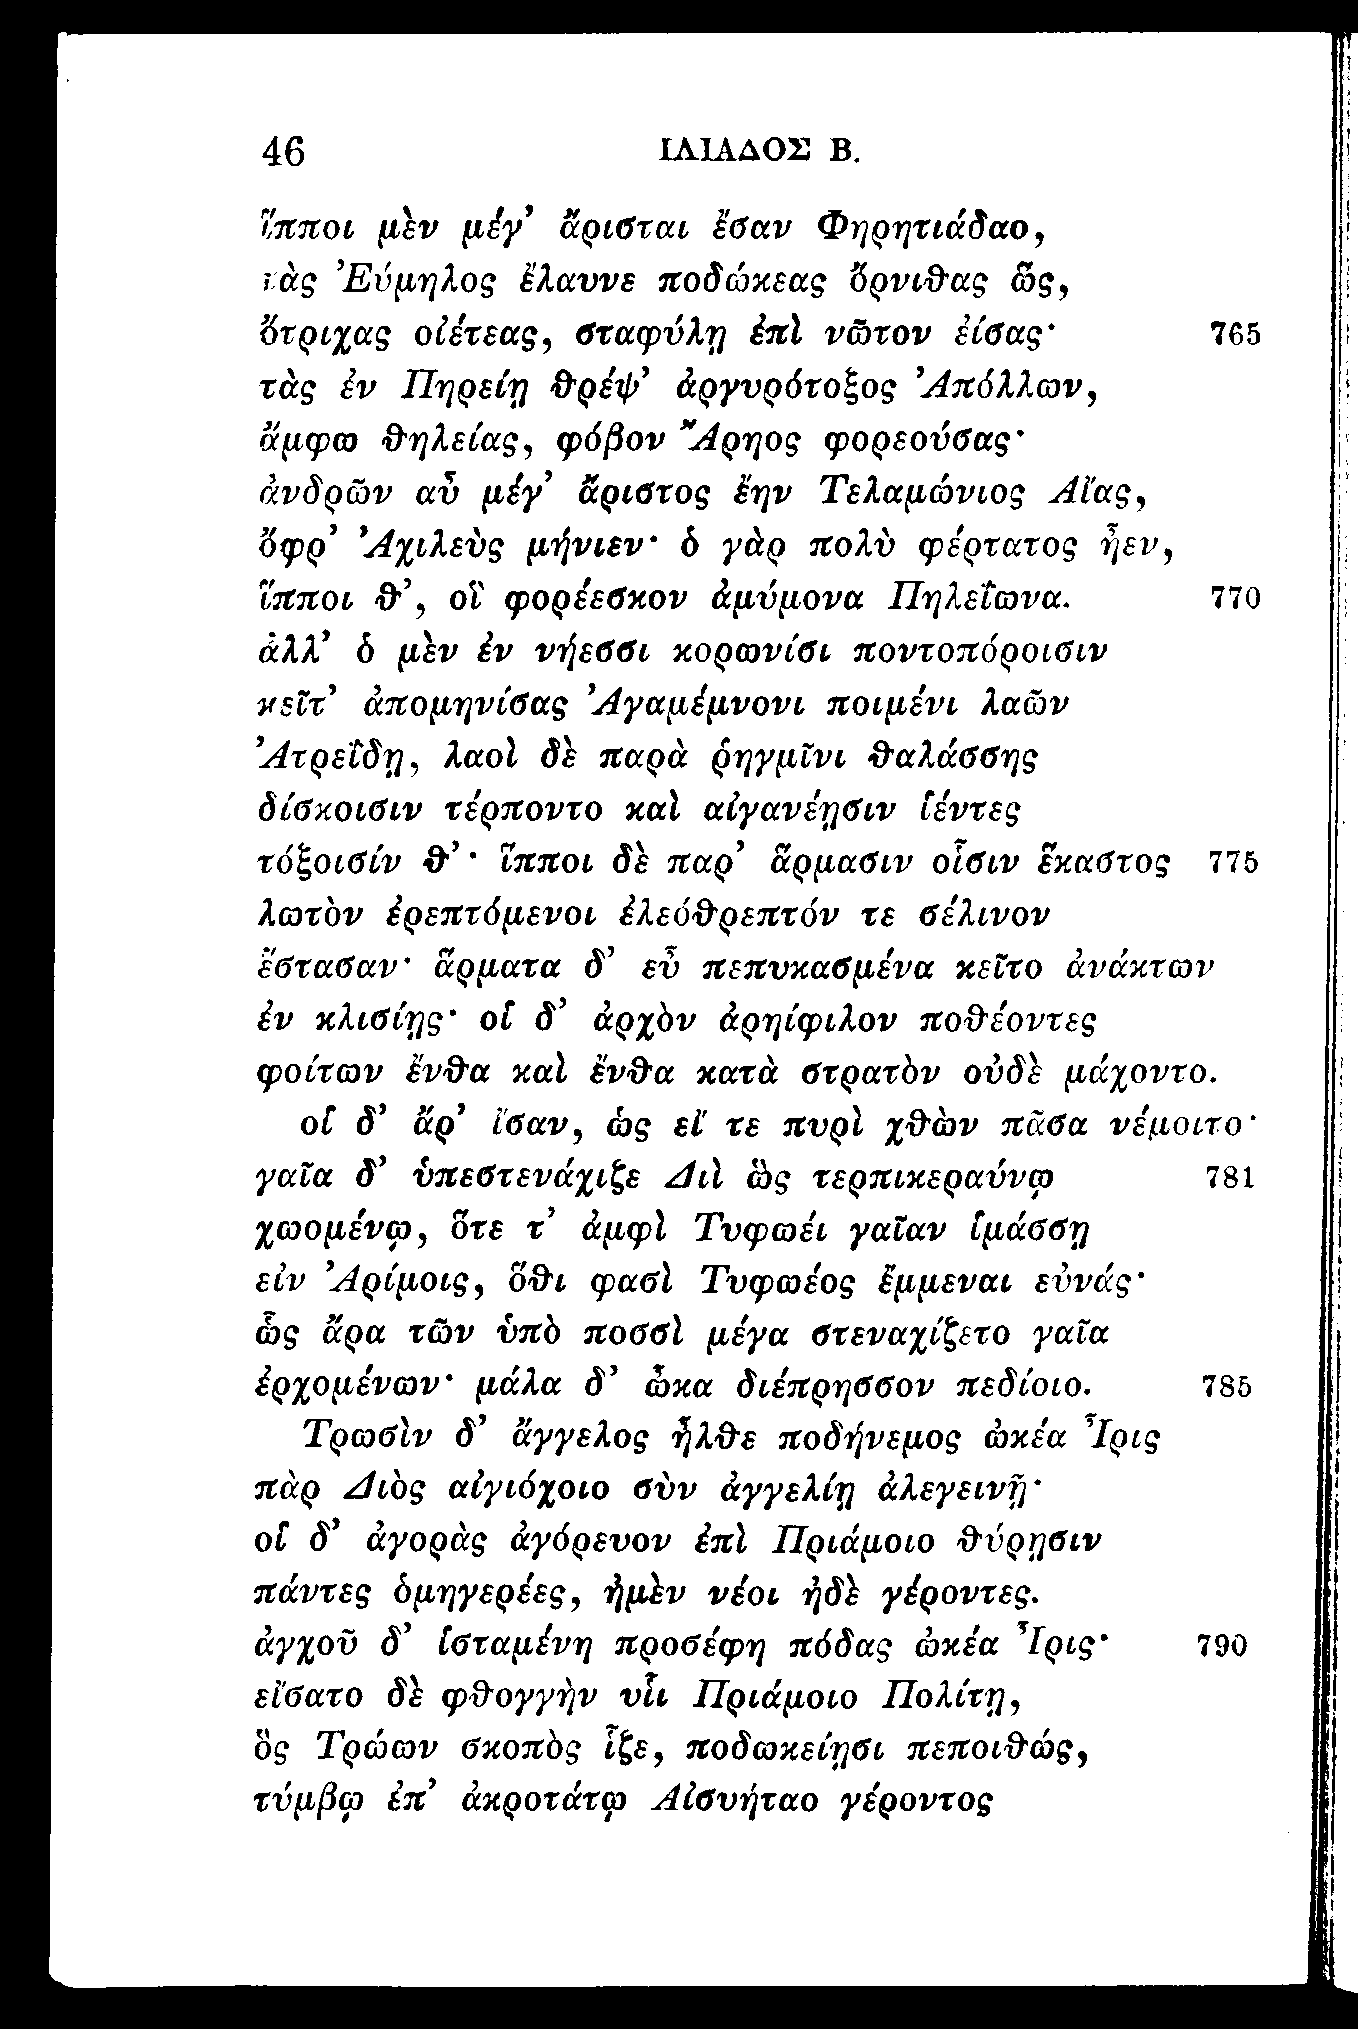 46 ΙΛΙΑΔΟΣ Β.
ἵπποι μὲν μέγ’ ἄρισται ἔσαν Φηρητιάδαο,
τὰς Ἐύμηλος ἔλαυνε ποδώκεας ὄρνιθας ὥς,
ὄτριχας οἰέτεας, σταφύλῃ ἐπὶ νῶτον ἐίσας·	765
τὰς ἐν Πηρείῃ θρέψ’ ἀργυρότοξος Ἀπόλλων,
ἄμφω θηλείας, φόβον Ἄρηος φορεούσας·
ἀνδρῶν αὖ μέγ’ ἄριστος ἔην Τελαμώνιος Αἴας,
ὄφρ’ Ἀχιλεὺς μήνιεν· ὁ γὰρ πολὺ φέρτατος ἦεν,
ἵπποι θ’, οἳ φορέεσκον ἀμύμονα Πηλεΐωνα.	770
ἀλλ’ ὁ μὲν ἐν νήεσσι κορωνίσι ποντοπόροισιν
κεῖτ’ ἀπομηνίσας Ἀγαμέμνονι ποιμένι λαῶν
Ἀτρεΐδῃ, λαοὶ δὲ παρὰ ῥηγμῖνι θαλάσσης
δίσκοισιν τέρποντο καὶ αἰγανέῃσιν ἱέντες
τόξοισίν θ’· ἵπποι δὲ παρ’ ἅρμασιν οἷσιν ἕκαστος	775
λωτὸν ἐρεπτόμενοι ἐλεόθρεπτόν τε σέλινον
ἕστασαν· ἅρματα δ’ εὖ πεπυκασμένα κεῖτο ἀνάκτων
ἐν κλισίῃς· οἱ δ’ ἀρχὸν ἀρηίφιλον ποθέοντες
φοίτων ἔνθα καὶ ἔνθα κατὰ στρατὸν οὐδὲ μάχοντο.
οἱ δ’ ἄρ’ ἴσαν, ὡς εἴ τε πυρὶ χθὼν πᾶσα νέμοιτο·
γαῖα δ’ ὑπεστενάχιζε Διὶ ὣς τερπικεραύνῳ	781
χωομένῳ, ὅτε τ’ ἀμφὶ Τυφωέι γαῖαν ἱμάσσῃ
εἰν Ἀρίμοις, ὅθι φασὶ Τυφωέος ἔμμεναι εὐνάς·
ὣς ἄρα τῶν ὑπὸ ποσσὶ μέγα στεναχίζετο γαῖα
ἐρχομένων· μάλα δ’ ὦκα διέπρησσον πεδίοιο.	785
Τρωσὶν δ’ ἄγγελος ἦλθε ποδήνεμος ὠκέα Ἶρις
πὰρ Διὸς αἰγιόχοιο σὺν ἀγγελίῃ ἀλεγεινῇ·
οἱ δ’ ἀγορὰς ἀγόρευον ἐπὶ Πριάμοιο θύρῃσιν
πάντες ὁμηγερέες, ἠμὲν νέοι ἠδὲ γέροντες.
ἀγχοῦ δ’ ἱσταμένη προσέφη πόδας ὠκέα Ἶρις·	790
εἴσατο δὲ φθογγὴν υἷι Πριάμοιο Πολίτῃ,
ὃς Τρώων σκοπὸς ἷζε, ποδωκείῃσι πεποιθώς,
τύμβῳ ἐπ’ ἀκροτάτῳ Αἰσυήταο γέροντος